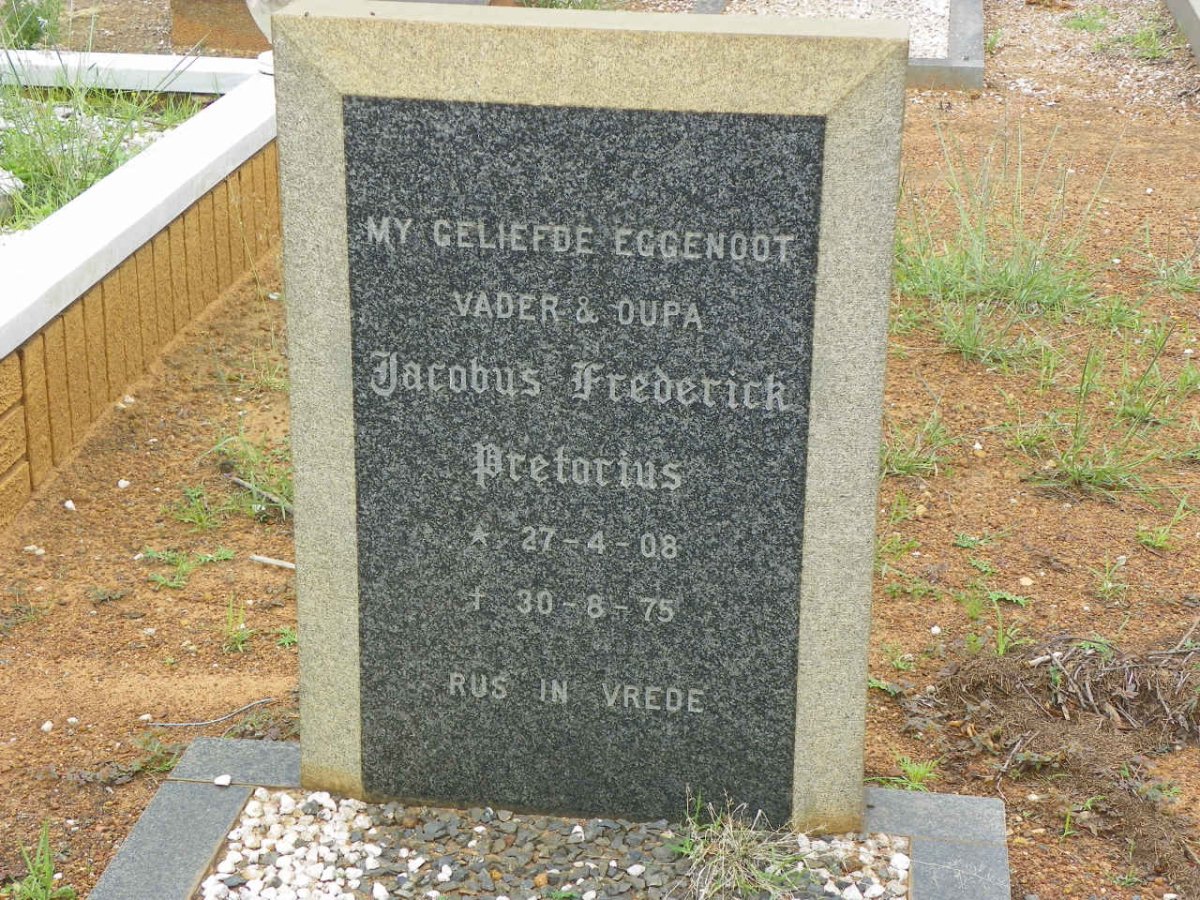 MY GELIEFDE EGGENOOT
VADER & OUPA
Jacobus Frederick
Pretorius
★ 27-4-08
† 30-8-75
RUS IN VREDE